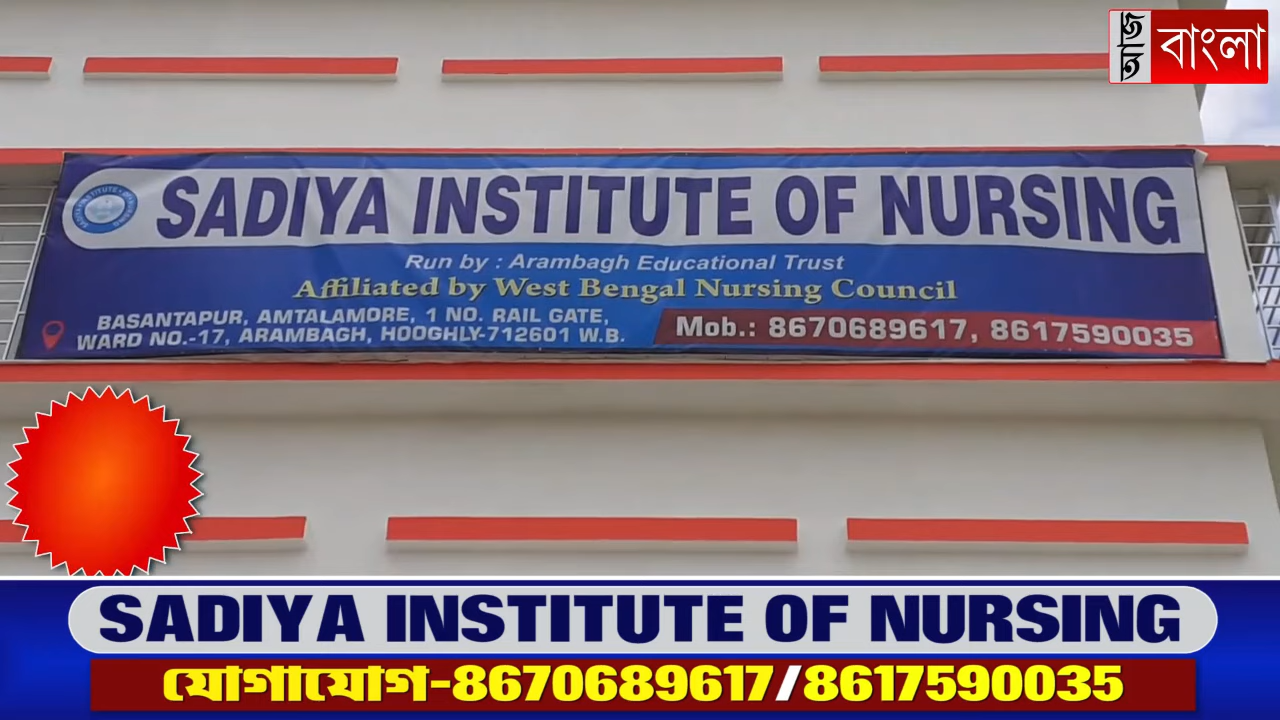 আজ
বাংলা
SADIYA INSTITUTE OF NURSING
Run by : Arambagh Educational Trust
Affiliated by West Bengal Nursing Council
BASANTAPUR, AMTALAMORE, 1 NO. RAIL GATE,
WARD NO.-17, ARAMBAGH, HOOGHLY-712601 W.B.
Mob.: 8670689617, 8617590035
SADIYA INSTITUTE OF NURSING
যোগাযোগ-8670689617/8617590035